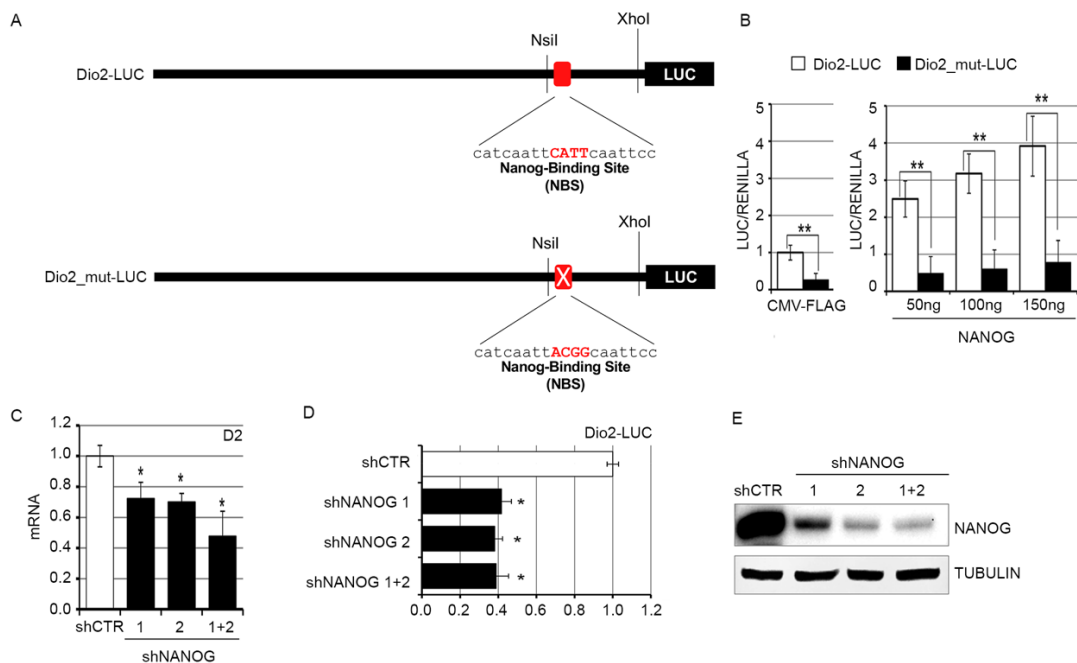 A
XhoI
NsiI
Dio2-LUC
LUC
catcaattCATTcaattcc
Nanog-Binding Site
(NBS)
XhoI
NsiI
Dio2_mut-LUC
X
LUC
catcaattACGGcaattcc
Nanog-Binding Site
(NBS)
B
Dio2-LUC Dio2_mut-LUC
LUC/RENILLA
5
4
3
2
1
0
**
CMV-FLAG
LUC/RENILLA
5
4
3
2
1
0
** ** **
50ng 100ng 150ng
NANOG
C
D2
mRNA
1.2
1.0
0.8
0.6
0.4
0.2
0.0
* * *
shCTR 1 2 1+2
shNANOG
D
Dio2-LUC
shCTR
shNANOG 1 *
shNANOG 2 *
shNANOG 1+2 *
0.0 0.2 0.4 0.6 0.8 1.0 1.2
E
shNANOG
shCTR 1 2 1+2
NANOG
TUBULIN